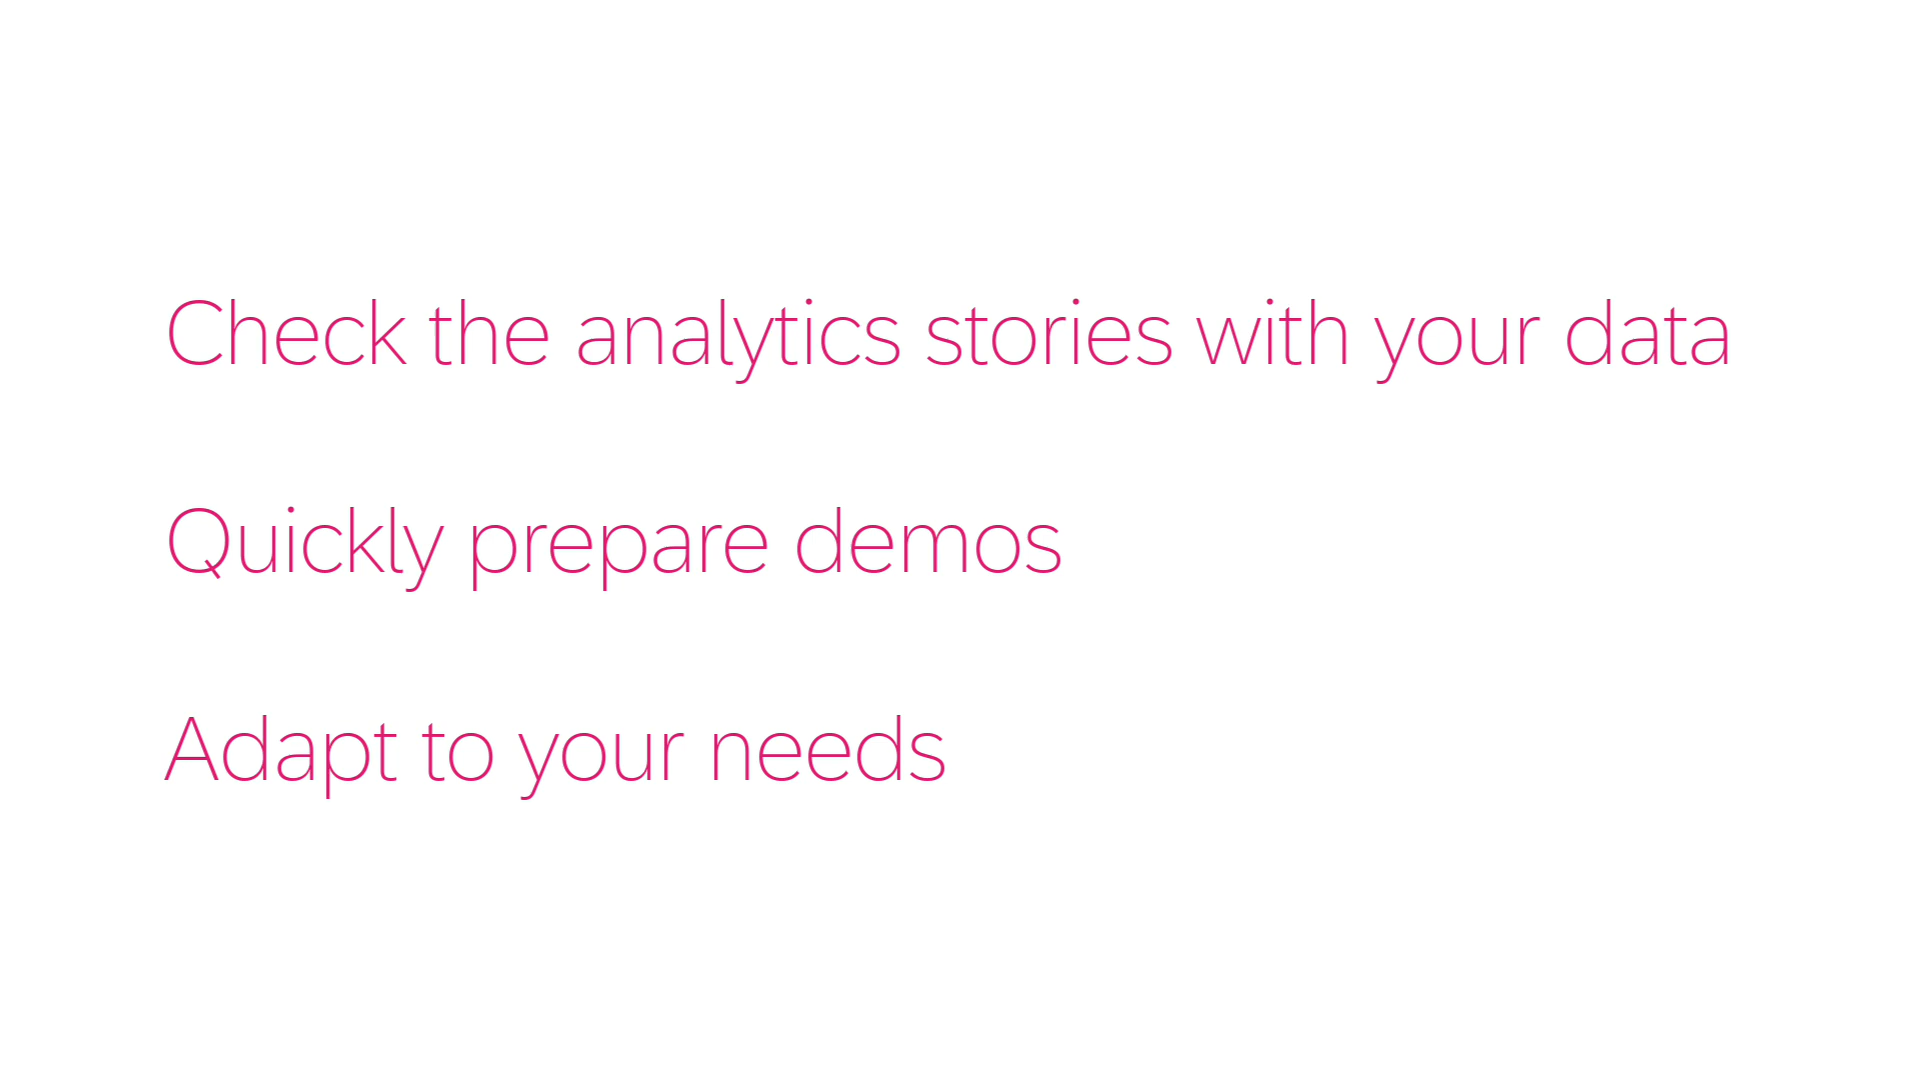 Check the analytics stories with your data
Quickly prepare demos
Adapt to your needs